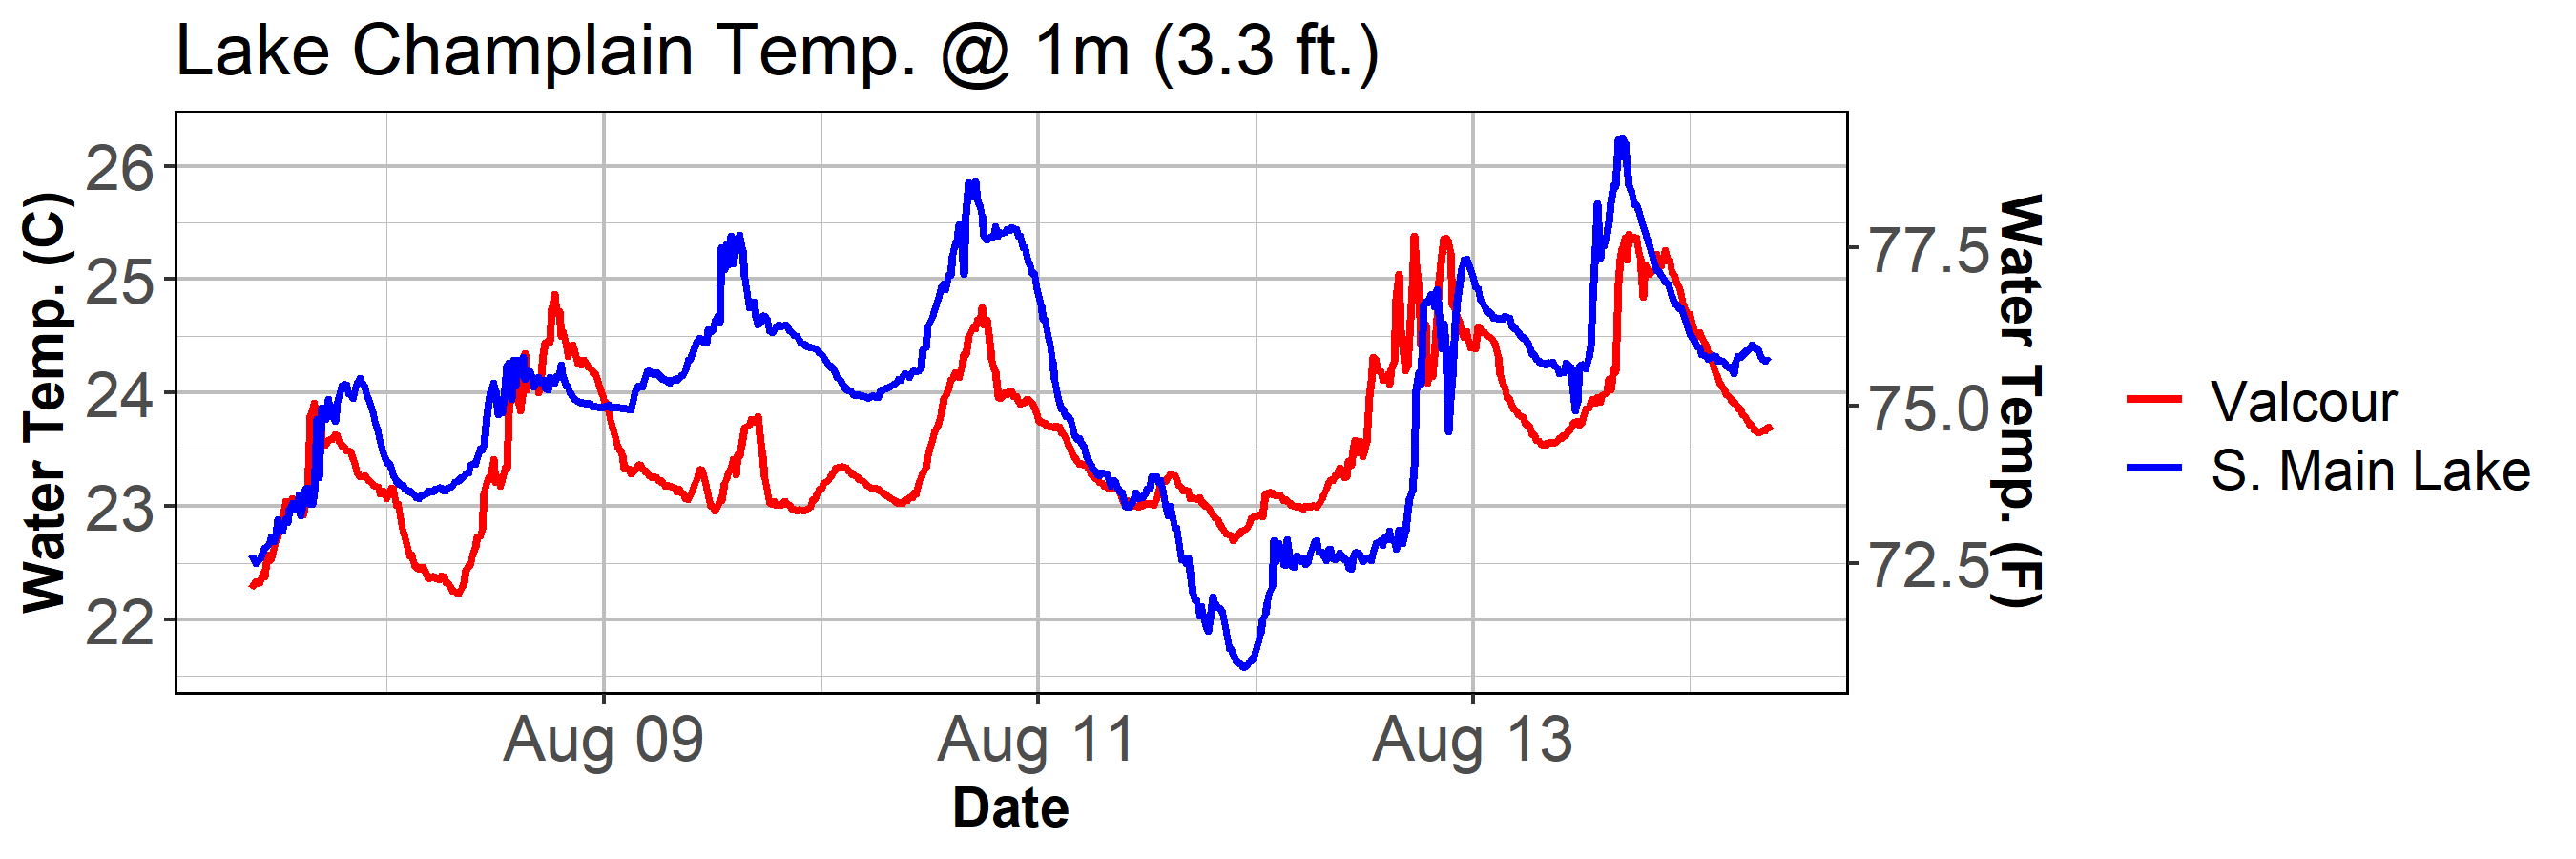 Lake Champlain Temp. @ 1m (3.3 ft.)
Water Temp. (C)
26
25
24
23
22
77.5
75.0
72.5
Water Temp. (F)
Aug 09
Aug 11
Aug 13
Date
Valcour
S. Main Lake